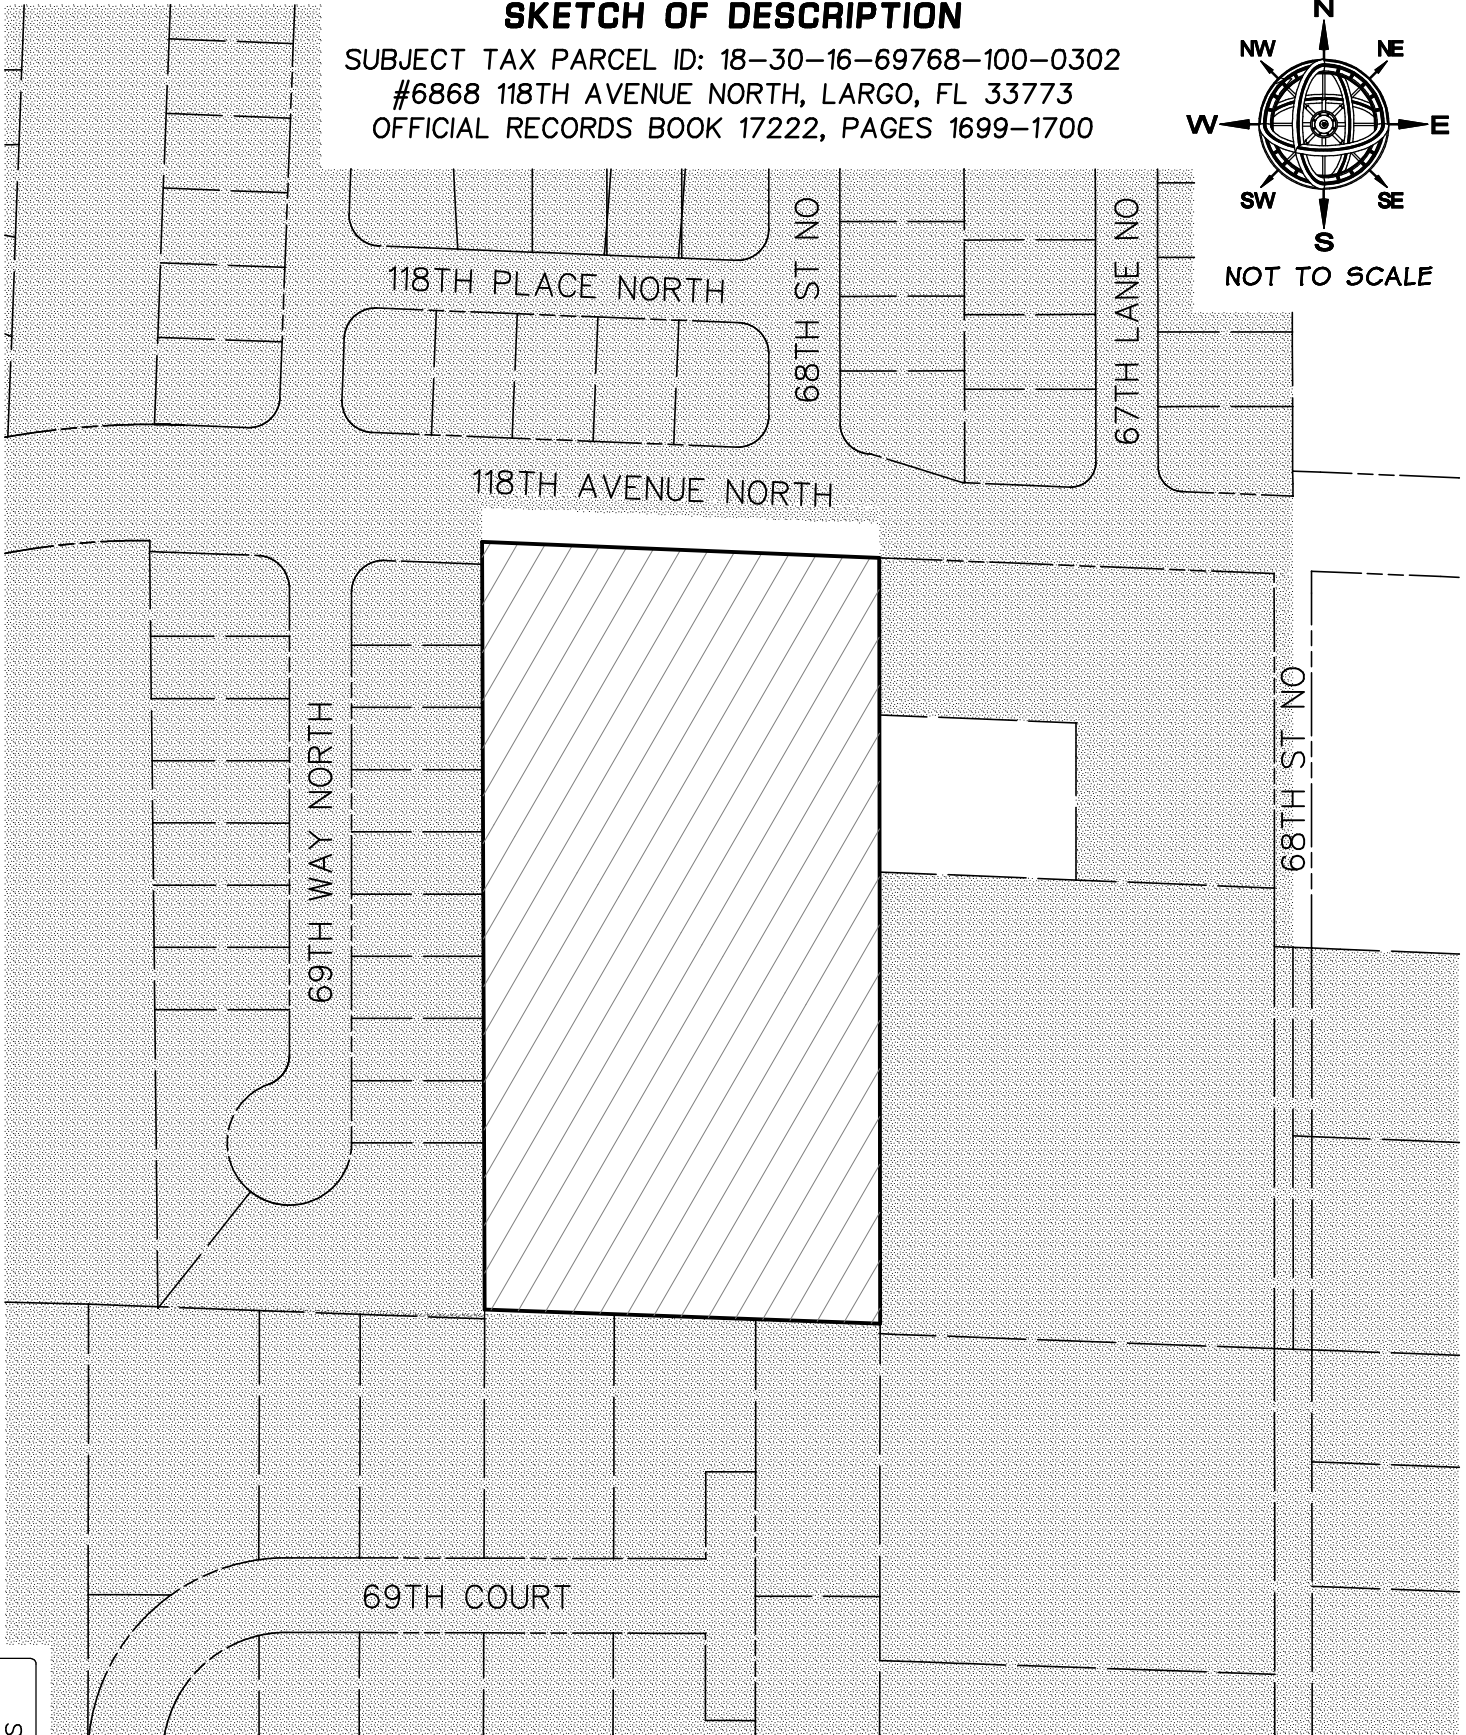 SKETCH OF DESCRIPTION
SUBJECT TAX PARCEL ID: 18-30-16-69768-100-0302
#6868 118TH AVENUE NORTH, LARGO, FL 33773
OFFICIAL RECORDS BOOK 17222, PAGES 1699-1700
N
NW
NE
W
E
SW
SE
S
NOT TO SCALE
118TH PLACE NORTH
68TH ST NO
67TH LANE NO
118TH AVENUE NORTH
69TH WAY NORTH
68TH ST NO
69TH COURT
S